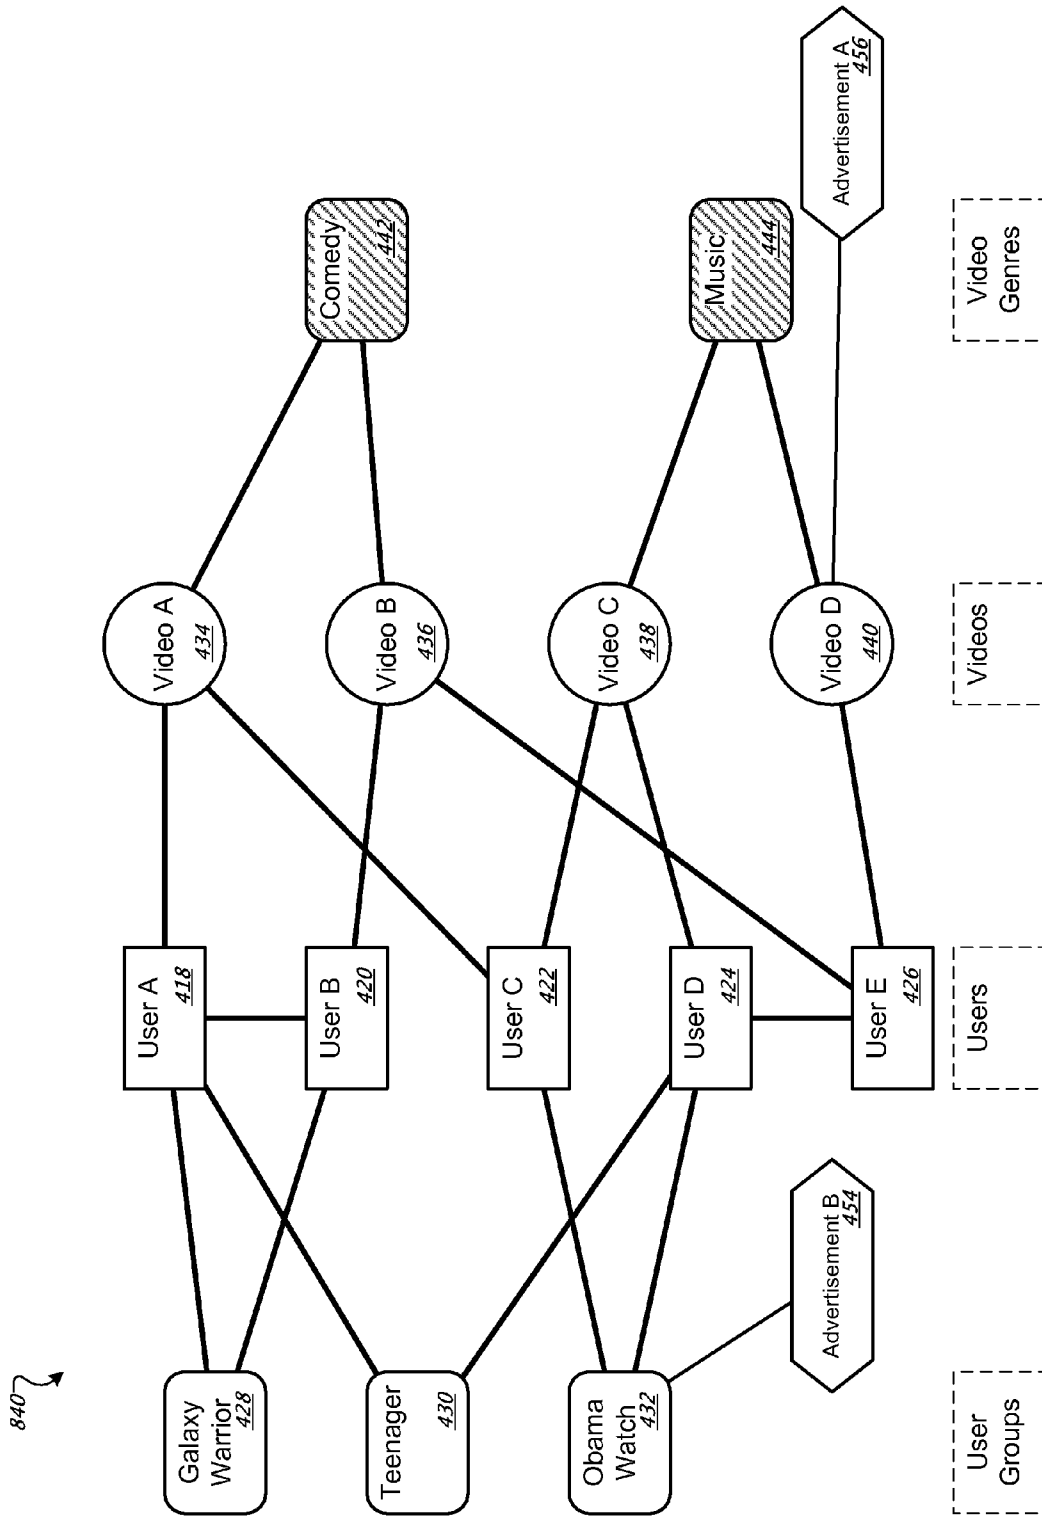 840
Galaxy
Warrior
428
Teenager
430
Obama
Watch
432
Advertisement B
454
User
Groups
User A
418
User B
420
User C
422
User D
424
User E
426
Users
Video A
434
Video B
436
Video C
438
Video D
440
Videos
Comedy
442
Music
444
Advertisement A
456
Video
Genres